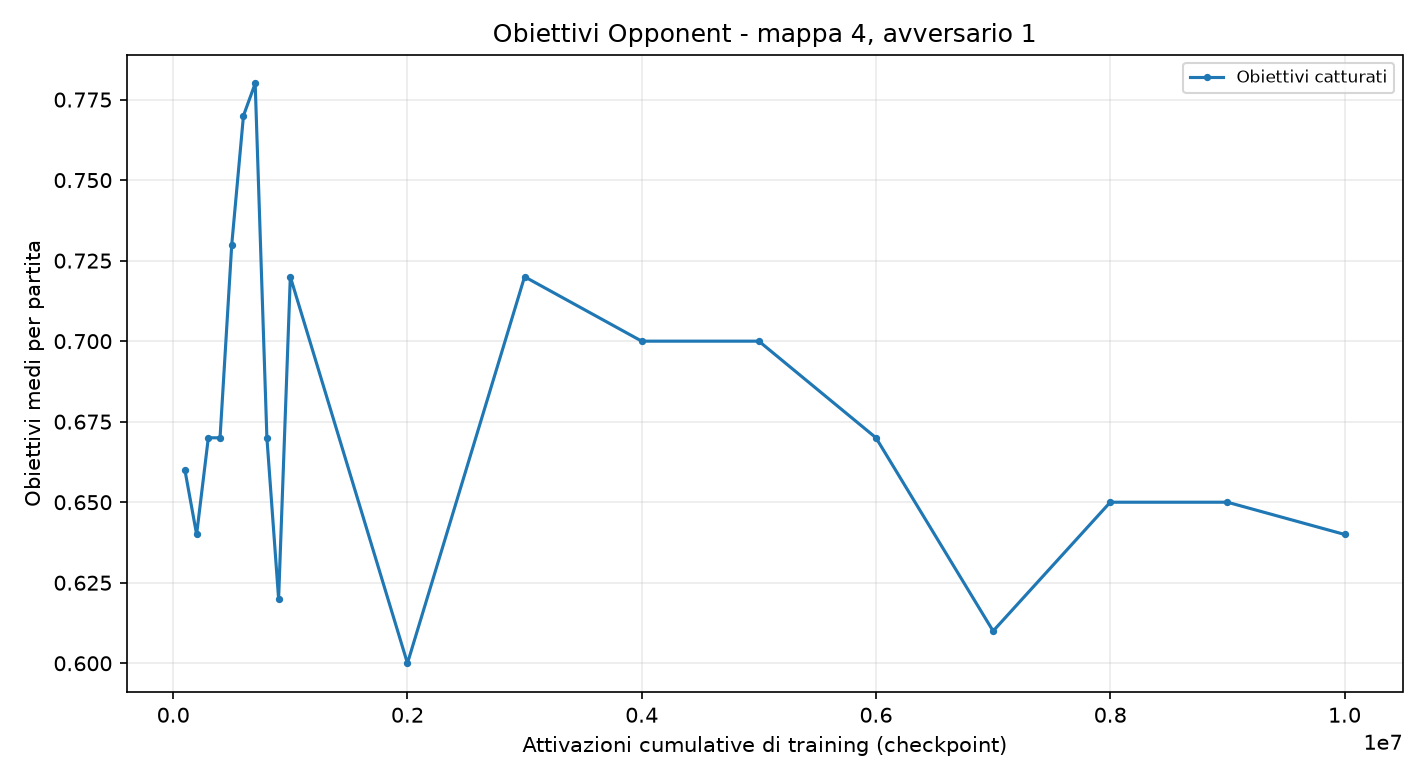 Obiettivi Opponent - mappa 4, avversario 1
Obiettivi catturati
Obiettivi medi per partita
0.775
0.750
0.725
0.700
0.675
0.650
0.625
0.600
0.0 0.2 0.4 0.6 0.8 1.0
1e7
Attivazioni cumulative di training (checkpoint)